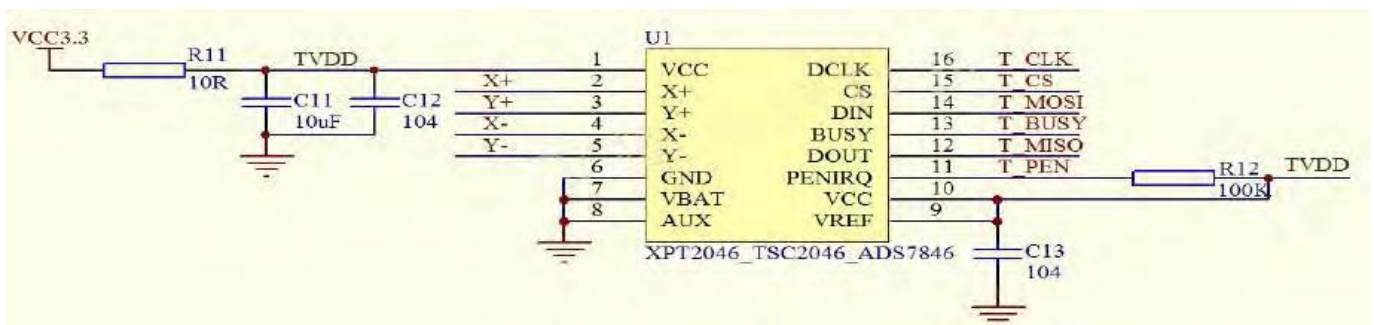 VCC3.3
R11
10R
TVDD
C11
10uF
C12
104
U1
1 VCC DCLK 16 T_CLK
X+ 2 X+ CS 15 T_CS
Y+ 3 Y+ DIN 14 T_MOSI
X- 4 X- BUSY 13 T_BUSY
Y- 5 Y- DOUT 12 T_MISO
6 GND PENIRQ 11 T_PEN
7 VBAT VCC 10
8 AUX VREF 9
XPT2046_TSC2046_ADS7846
R12
100K
TVDD
C13
104